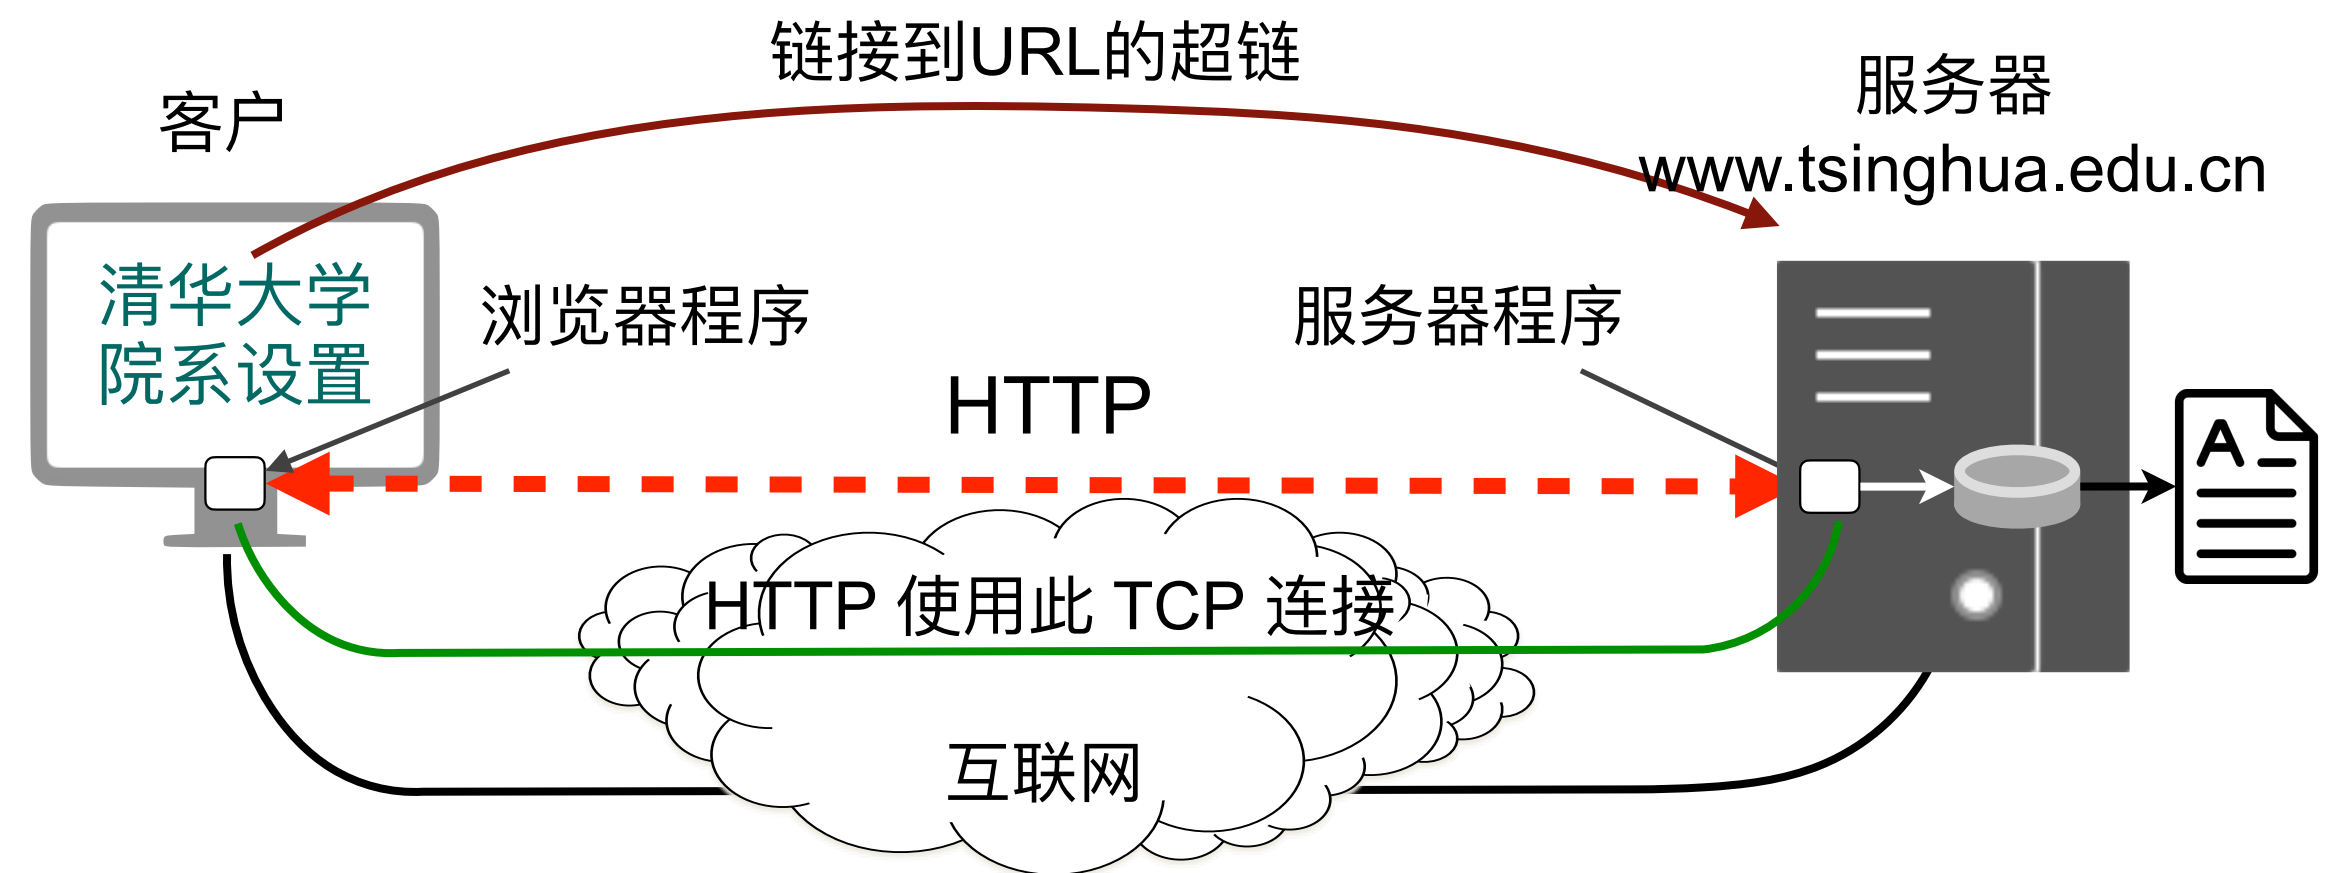 链接到URL的超链
客户
服务器
www.tsinghua.edu.cn
清华大学
院系设置
浏览器程序
服务器程序
HTTP
A
HTTP 使用此 TCP 连接
互联网